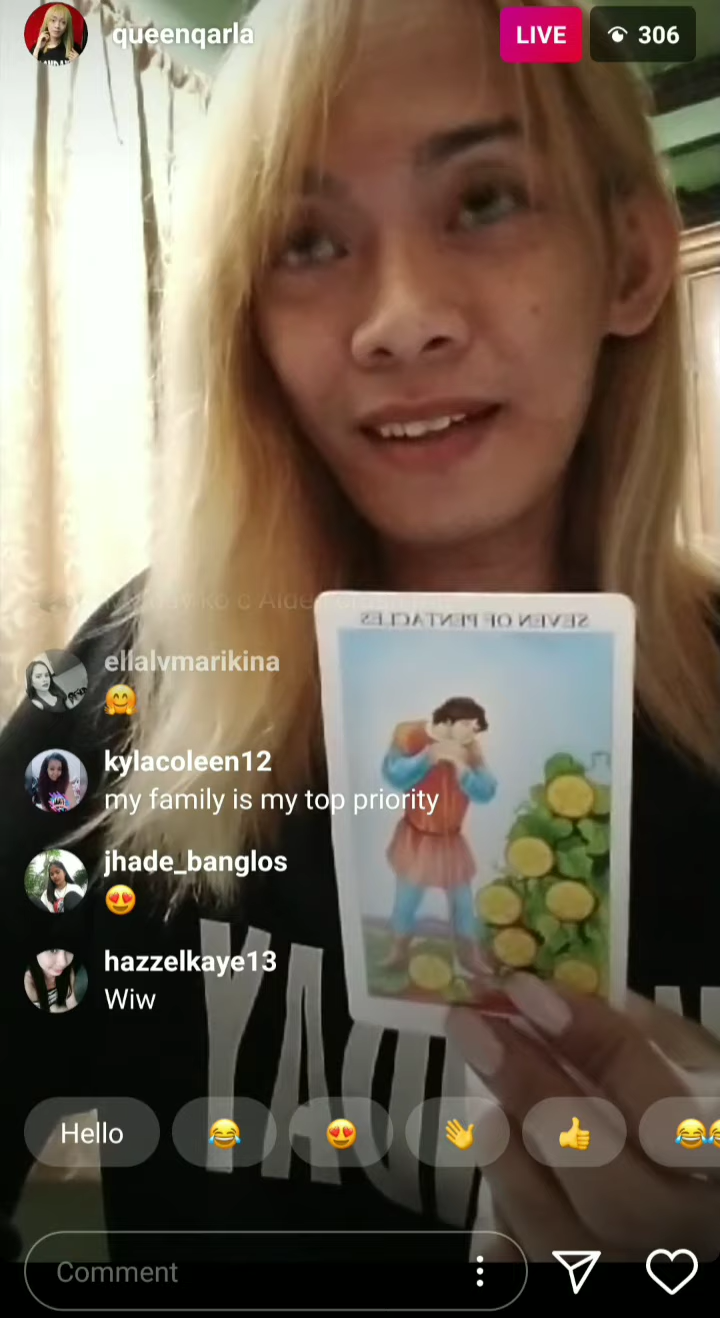 queenqarla
LIVE
306
SEVEN OF PENTACLES
ellalvmarikina
kylacoleen12
my family is my top priority
jhade_banglos
hazzelkaye13
Wiw
YADI
Hello
Comment